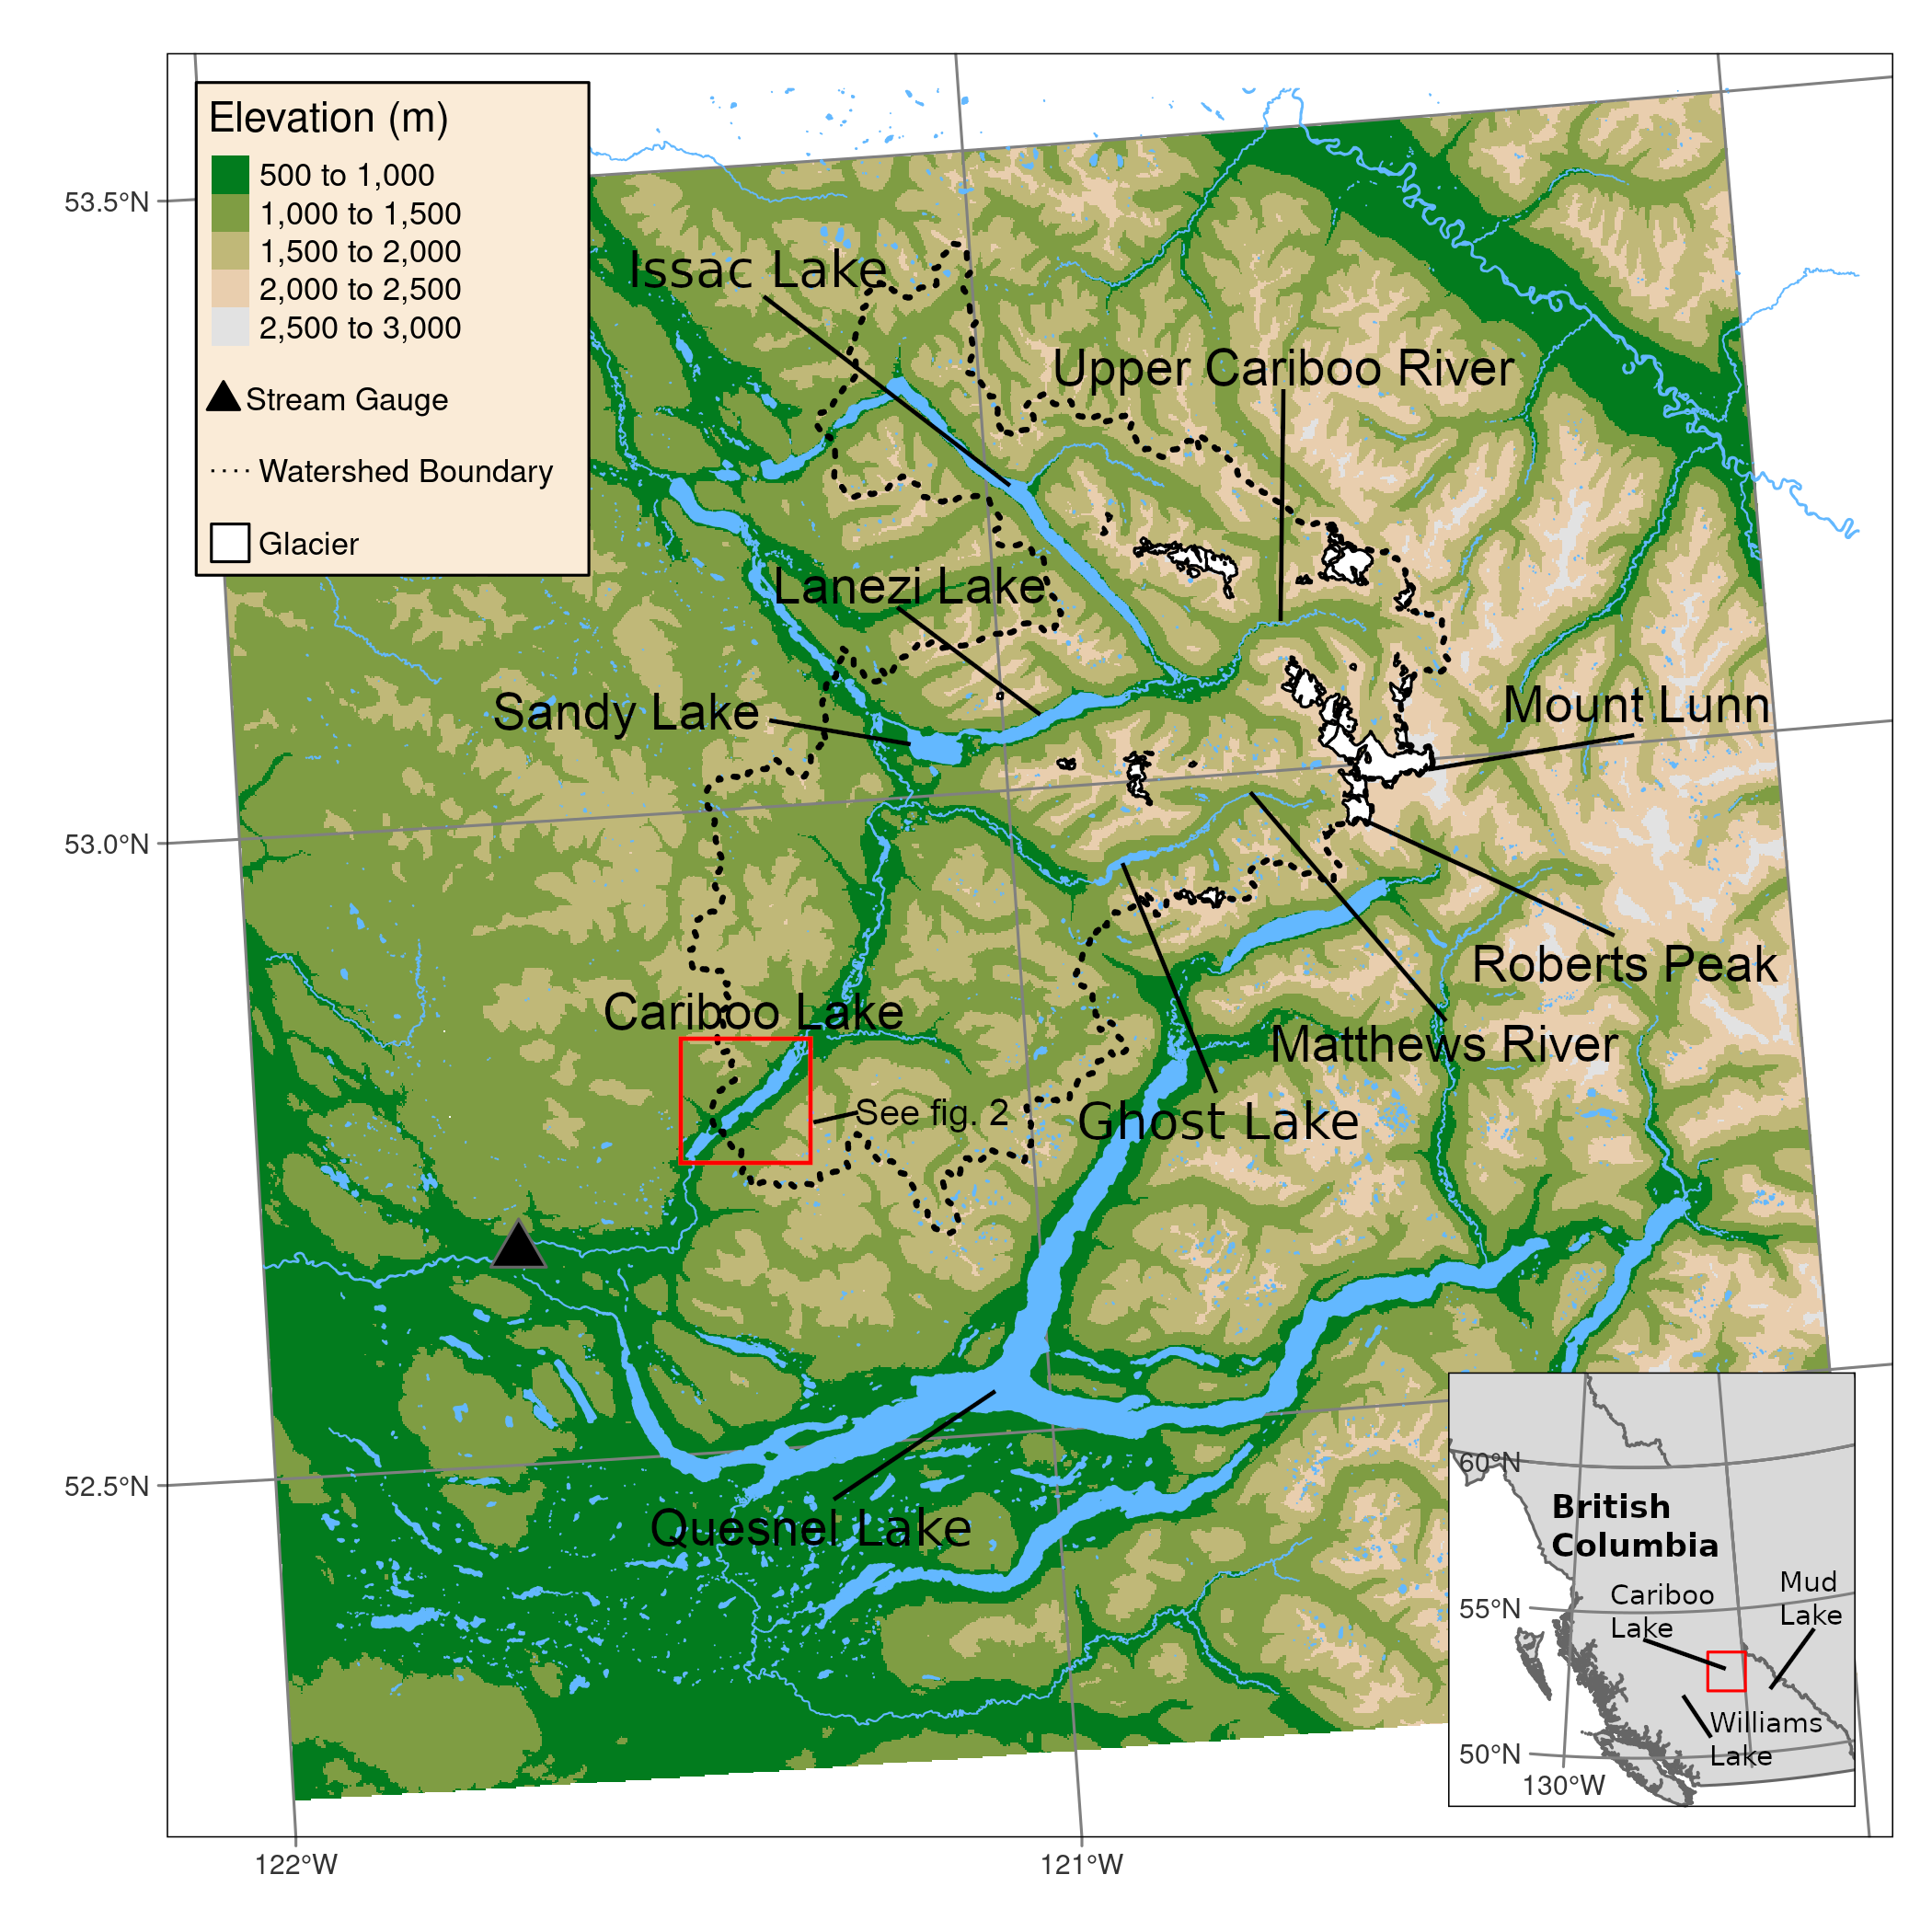 Elevation (m)
500 to 1,000
1,000 to 1,500
1,500 to 2,000
2,000 to 2,500
2,500 to 3,000
Stream Gauge
Watershed Boundary
Glacier
53.5°N
53.0°N
52.5°N
122°W
121°W
Issac Lake
Upper Cariboo River
Lanezi Lake
Sandy Lake
Mount Lunn
Roberts Peak
Cariboo Lake
Matthews River
See fig. 2
Ghost Lake
Quesnel Lake
60°N
British
Columbia
Cariboo
Lake
Mud
Lake
55°N
Williams
Lake
50°N
130°W